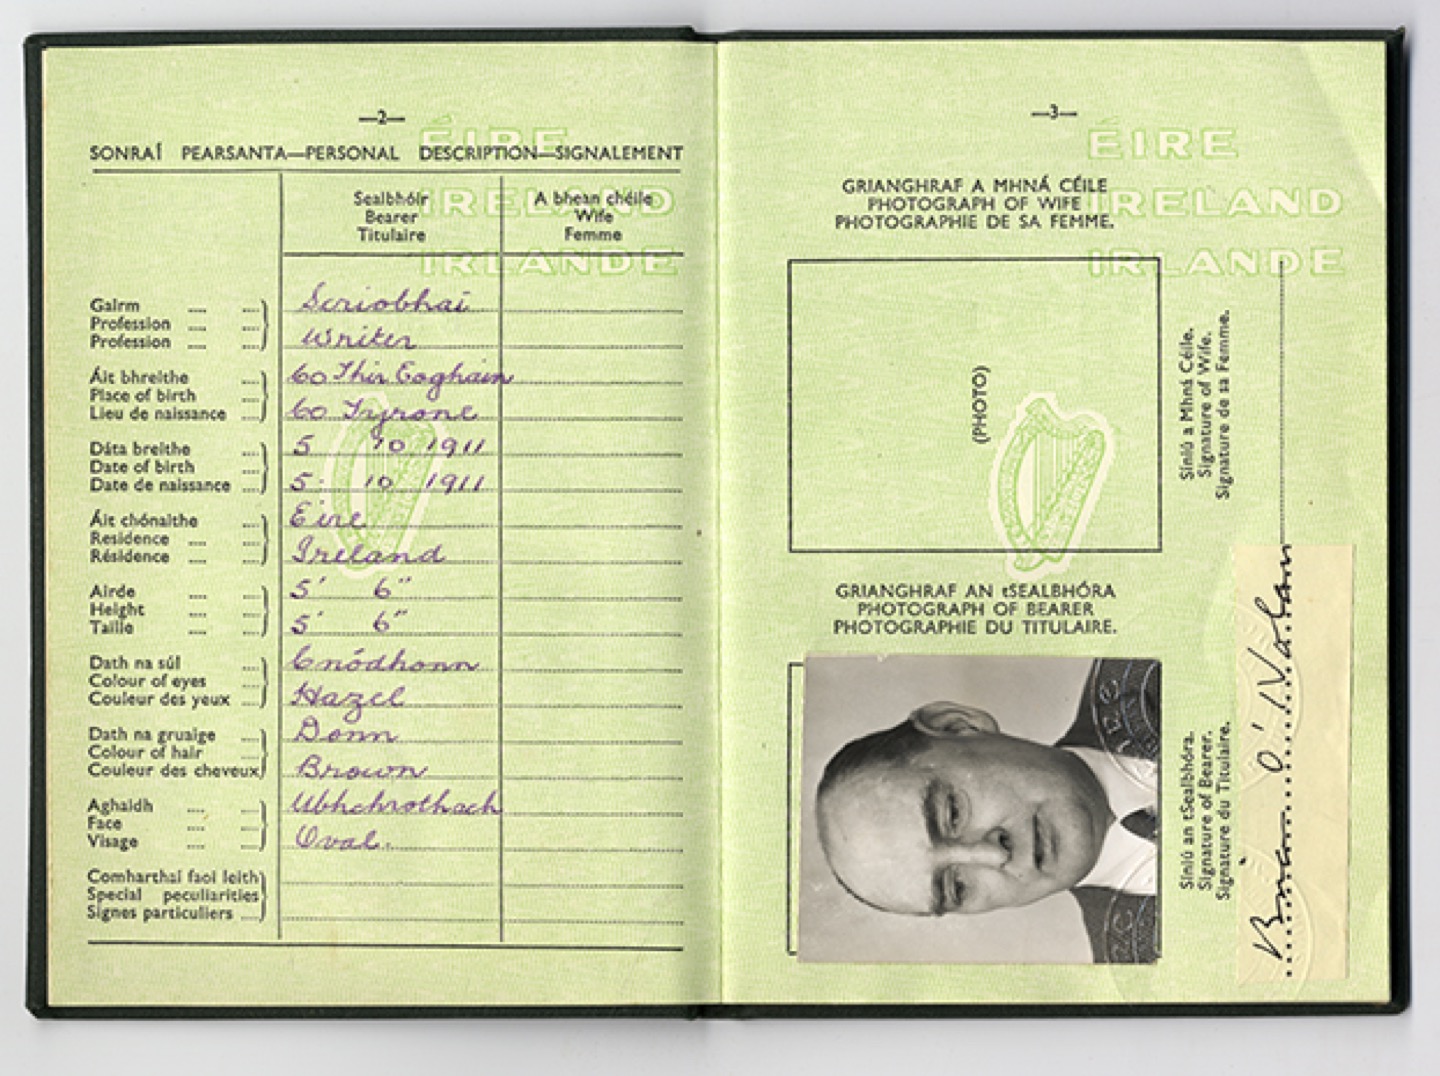 —2—
ÉIRE
IRELAND
IRLANDE
SONRAÍ PEARSANTA—PERSONAL DESCRIPTION—SIGNALEMENT
Sealbhóir
Bearer
Titulaire
A bhean chéile
Wife
Femme
Gairm Scríobhaí
Profession
Profession Writer
Áit bhreithe Co Thír Eoghain
Place of birth
Lieu de naissance Co Tyrone
Dáta breithe 5 10 1911
Date of birth
Date de naissance 5. 10 1911
Áit chónaithe Éire
Residence
Résidence Ireland
Airde 5' 6"
Height
Taille 5' 6"
Dath na súl Cnódhonn
Colour of eyes
Couleur des yeux Hazel
Dath na gruaige Donn
Colour of hair
Couleur des cheveux Brown
Aghaidh Ubhchrothach
Face
Visage Oval.
Comharthaí faoi leith
Special peculiarities
Signes particuliers
—3—
ÉIRE
IRELAND
IRLANDE
GRIANGHRAF A MHNÁ CÉILE
PHOTOGRAPH OF WIFE
PHOTOGRAPHIE DE SA FEMME.
(PHOTO)
Síniú a Mhná Céile.
Signature of Wife.
Signature de sa Femme.
GRIANGHRAF AN tSEALBHÓRA
PHOTOGRAPH OF BEARER
PHOTOGRAPHIE DU TITULAIRE.
Síniú an tSealbhóra.
Signature of Bearer.
Signature du Titulaire.
Brian Ó Nualláin